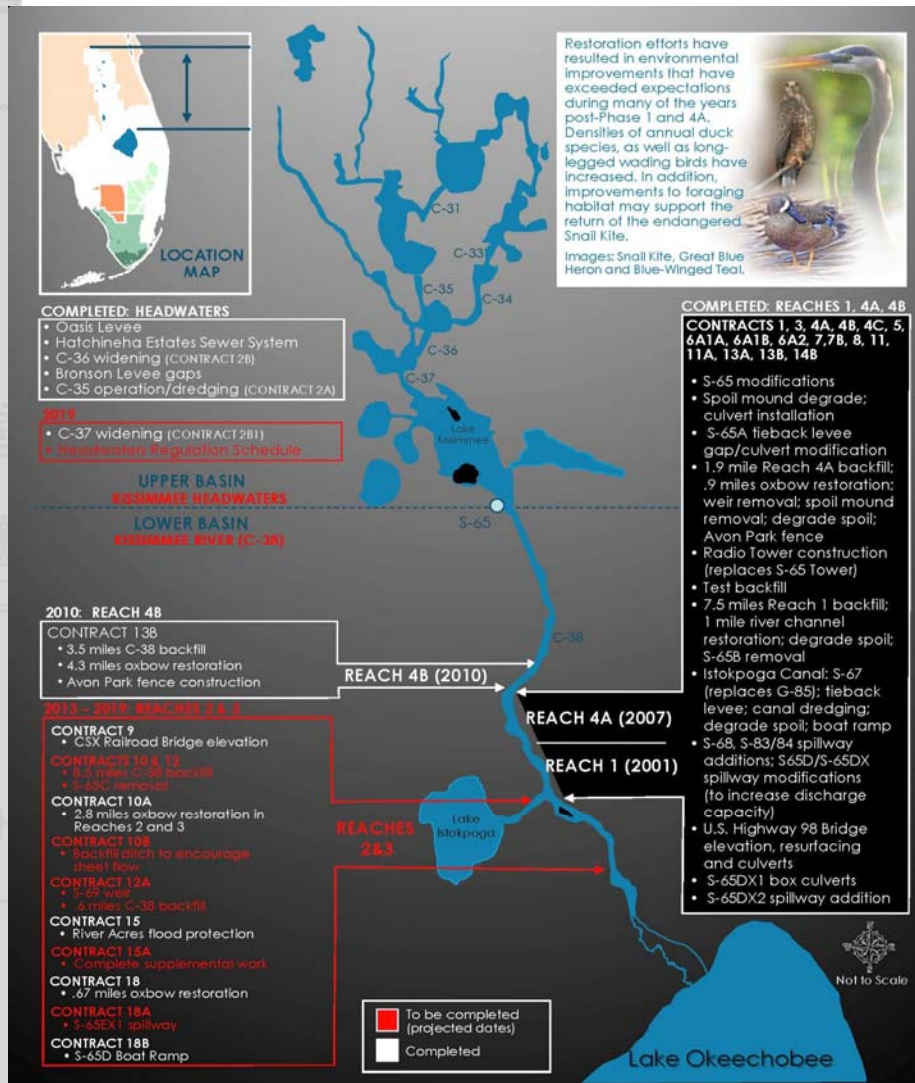 LOCATION
MAP
Restoration efforts have
resulted in environmental
improvements that have
exceeded expectations
during many of the years
post-Phase 1 and 4A.
Densities of annual duck
species, as well as long-
legged wading birds have
increased. In addition,
improvements to foraging
habitat may support the
return of the endangered
Snail Kite.
Images: Snail Kite, Great Blue
Heron and Blue-Winged Teal.
C-31
C-33
C-35
C-34
C-36
C-37
Lake
Kissimmee
COMPLETED: HEADWATERS
• Oasis Levee
• Hatchineha Estates Sewer System
• C-36 widening (CONTRACT 2B)
• Bronson Levee gaps
• C-35 operation/dredging (CONTRACT 2A)
2019
• C-37 widening (CONTRACT 2B1)
• Headwaters Regulation Schedule
UPPER BASIN
KISSIMMEE HEADWATERS
LOWER BASIN
KISSIMMEE RIVER (C-38)
S-65
C-38
COMPLETED: REACHES 1, 4A, 4B
CONTRACTS 1, 3, 4A, 4B, 4C, 5,
6A1A, 6A1B, 6A2, 7,7B, 8, 11,
11A, 13A, 13B, 14B
• S-65 modifications
• Spoil mound degrade;
culvert installation
• S-65A tieback levee
gap/culvert modification
• 1.9 mile Reach 4A backfill;
.9 miles oxbow restoration;
weir removal; spoil mound
removal; degrade spoil;
Avon Park fence
• Radio Tower construction
(replaces S-65 Tower)
• Test backfill
• 7.5 miles Reach 1 backfill;
1 mile river channel
restoration; degrade spoil;
S-65B removal
• Istokpoga Canal: S-67
(replaces G-85); tieback
levee; canal dredging;
degrade spoil; boat ramp
• S-68, S-83/84 spillway
additions; S65D/S-65DX
spillway modifications
(to increase discharge
capacity)
• U.S. Highway 98 Bridge
elevation, resurfacing
and culverts
• S-65DX1 box culverts
• S-65DX2 spillway addition
2010: REACH 4B
CONTRACT 13B
• 3.5 miles C-38 backfill
• 4.3 miles oxbow restoration
• Avon Park fence construction
REACH 4B (2010)
REACH 4A (2007)
REACH 1 (2001)
2013 – 2019: REACHES 2 & 3
CONTRACT 9
• CSX Railroad Bridge elevation
CONTRACTS 10 & 12
• 8.5 miles C-38 backfill
• S-65C removal
CONTRACT 10A
• 2.8 miles oxbow restoration in
Reaches 2 and 3
CONTRACT 10B
• Backfill ditch to encourage
sheet flow
CONTRACT 12A
• S-69 weir
• .6 miles C-38 backfill
CONTRACT 15
• River Acres flood protection
CONTRACT 15A
• Complete supplemental work
CONTRACT 18
• .67 miles oxbow restoration
CONTRACT 18A
• S-65EX1 spillway
CONTRACT 18B
• S-65D Boat Ramp
Lake
Istokpoga
REACHES
2&3
To be completed
(projected dates)
Completed
Not to Scale
Lake Okeechobee